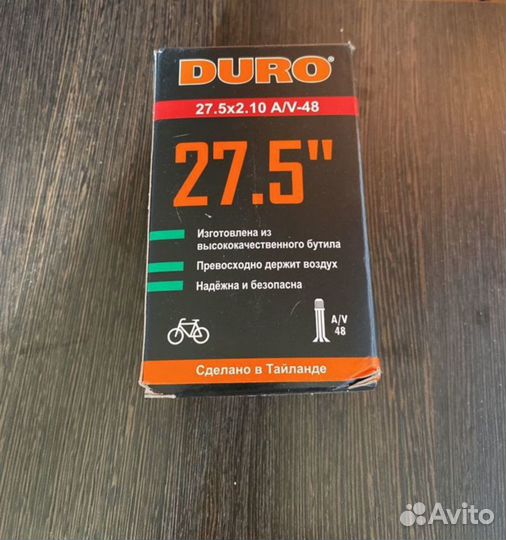 DURO®
27.5x2.10 A/V-48
27.5"
Изготовлена из
высококачественного бутила
Превосходно держит воздух
Надёжна и безопасна
A/V
48
Сделано в Тайланде
Avito